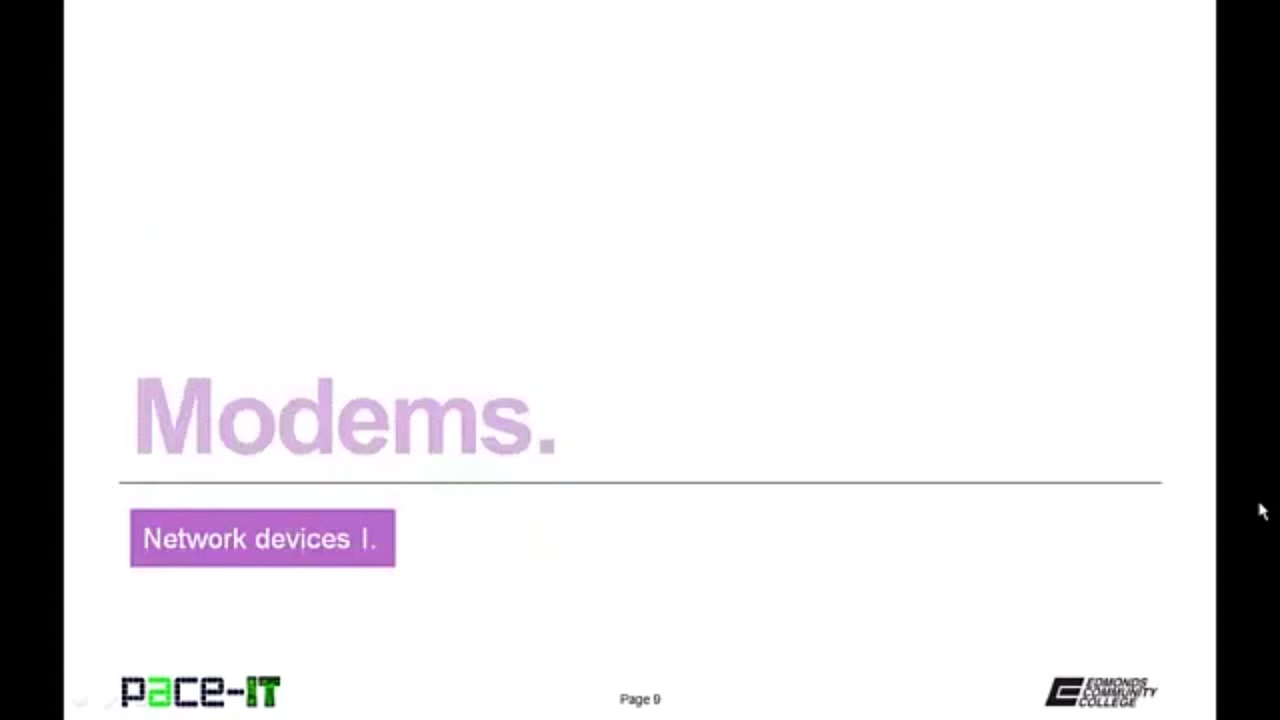 Modems.
Network devices I.
pace-IT
Page 9
EDMONDS
COMMUNITY
COLLEGE